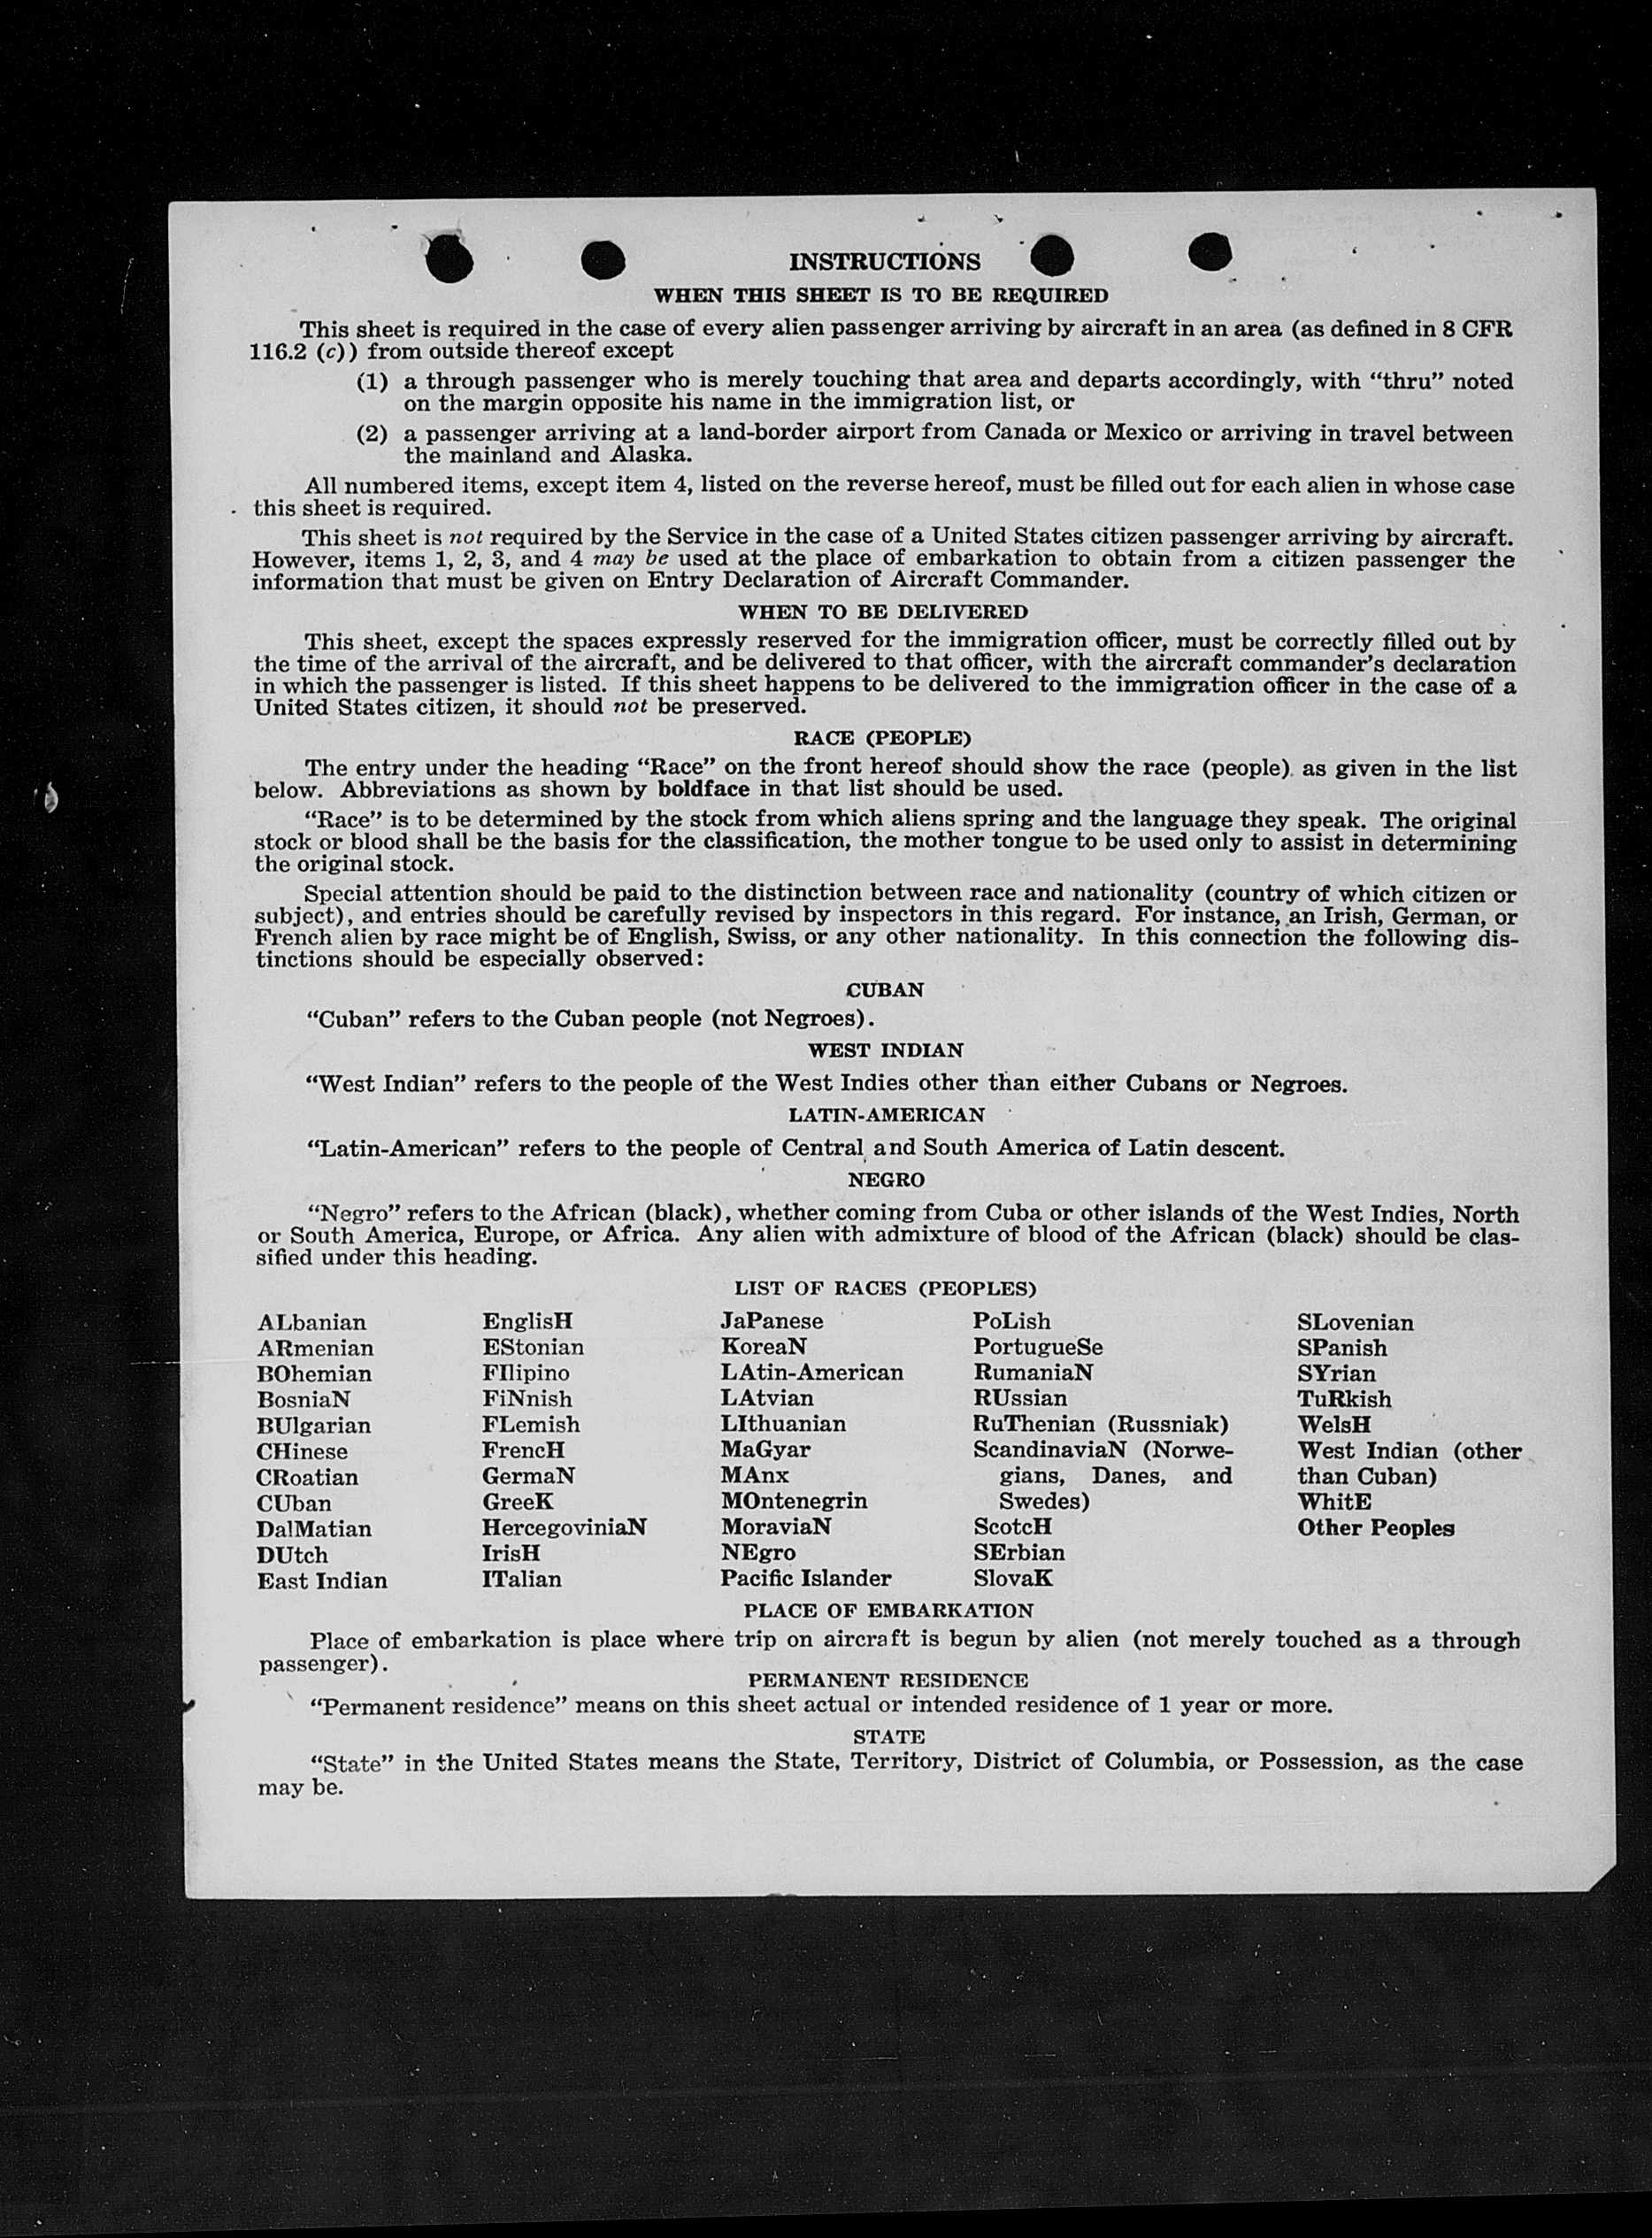 INSTRUCTIONS
WHEN THIS SHEET IS TO BE REQUIRED
This sheet is required in the case of every alien passenger arriving by aircraft in an area (as defined in 8 CFR
116.2 (c)) from outside thereof except
(1) a through passenger who is merely touching that area and departs accordingly, with “thru” noted
on the margin opposite his name in the immigration list, or
(2) a passenger arriving at a land-border airport from Canada or Mexico or arriving in travel between
the mainland and Alaska.
All numbered items, except item 4, listed on the reverse hereof, must be filled out for each alien in whose case
this sheet is required.
This sheet is not required by the Service in the case of a United States citizen passenger arriving by aircraft.
However, items 1, 2, 3, and 4 may be used at the place of embarkation to obtain from a citizen passenger the
information that must be given on Entry Declaration of Aircraft Commander.
WHEN TO BE DELIVERED
This sheet, except the spaces expressly reserved for the immigration officer, must be correctly filled out by
the time of the arrival of the aircraft, and be delivered to that officer, with the aircraft commander’s declaration
in which the passenger is listed. If this sheet happens to be delivered to the immigration officer in the case of a
United States citizen, it should not be preserved.
RACE (PEOPLE)
The entry under the heading “Race” on the front hereof should show the race (people) as given in the list
below. Abbreviations as shown by boldface in that list should be used.
“Race” is to be determined by the stock from which aliens spring and the language they speak. The original
stock or blood shall be the basis for the classification, the mother tongue to be used only to assist in determining
the original stock.
Special attention should be paid to the distinction between race and nationality (country of which citizen or
subject), and entries should be carefully revised by inspectors in this regard. For instance, an Irish, German, or
French alien by race might be of English, Swiss, or any other nationality. In this connection the following dis-
tinctions should be especially observed:
CUBAN
“Cuban” refers to the Cuban people (not Negroes).
WEST INDIAN
“West Indian” refers to the people of the West Indies other than either Cubans or Negroes.
LATIN-AMERICAN
“Latin-American” refers to the people of Central and South America of Latin descent.
NEGRO
“Negro” refers to the African (black), whether coming from Cuba or other islands of the West Indies, North
or South America, Europe, or Africa. Any alien with admixture of blood of the African (black) should be clas-
sified under this heading.
LIST OF RACES (PEOPLES)
ALbanian
ARmenian
BOhemian
BosniaN
BUlgarian
CHinese
CRoatian
CUban
DalMatian
DUtch
East Indian
EnglisH
EStonian
FIlipino
FiNnish
FLemish
FrencH
GermaN
GreeK
HercegoviniaN
IrisH
ITalian
JaPanese
KoreaN
LAtin-American
LAtvian
LIthuanian
MaGyar
MAnx
MOntenegrin
MoraviaN
NEgro
Pacific Islander
PoLish
PortugueSe
RumaniaN
RUssian
RuThenian (Russniak)
ScandinaviaN (Norwe-
gians, Danes, and
Swedes)
ScotcH
SErbian
SlovaK
SLovenian
SPanish
SYrian
TuRkish
WelsH
West Indian (other
than Cuban)
WhitE
Other Peoples
PLACE OF EMBARKATION
Place of embarkation is place where trip on aircraft is begun by alien (not merely touched as a through
passenger).
PERMANENT RESIDENCE
“Permanent residence” means on this sheet actual or intended residence of 1 year or more.
STATE
“State” in the United States means the State, Territory, District of Columbia, or Possession, as the case
may be.